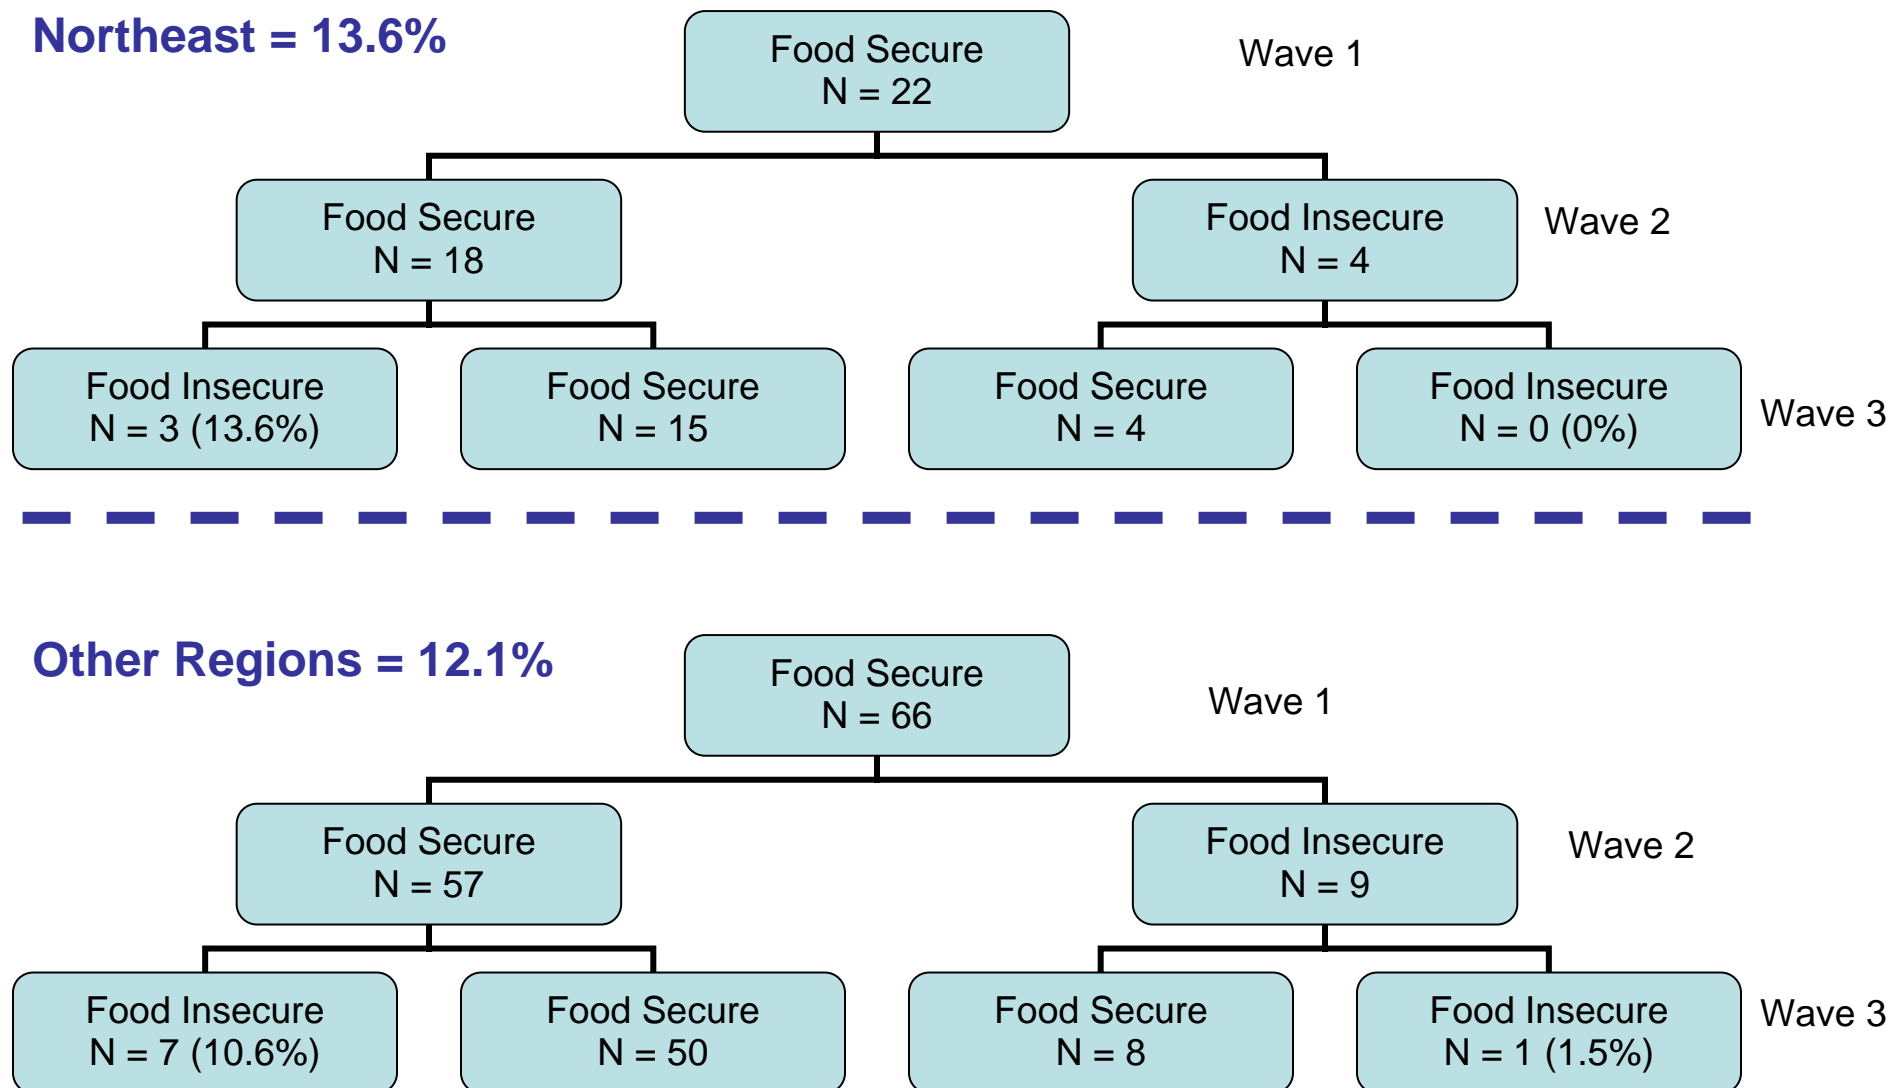 Northeast = 13.6%
Food Secure
N = 22
Wave 1
Food Secure
N = 18
Food Insecure
N = 4
Wave 2
Food Insecure
N = 3 (13.6%)
Food Secure
N = 15
Food Secure
N = 4
Food Insecure
N = 0 (0%)
Wave 3
Other Regions = 12.1%
Food Secure
N = 66
Wave 1
Food Secure
N = 57
Food Insecure
N = 9
Wave 2
Food Insecure
N = 7 (10.6%)
Food Secure
N = 50
Food Secure
N = 8
Food Insecure
N = 1 (1.5%)
Wave 3